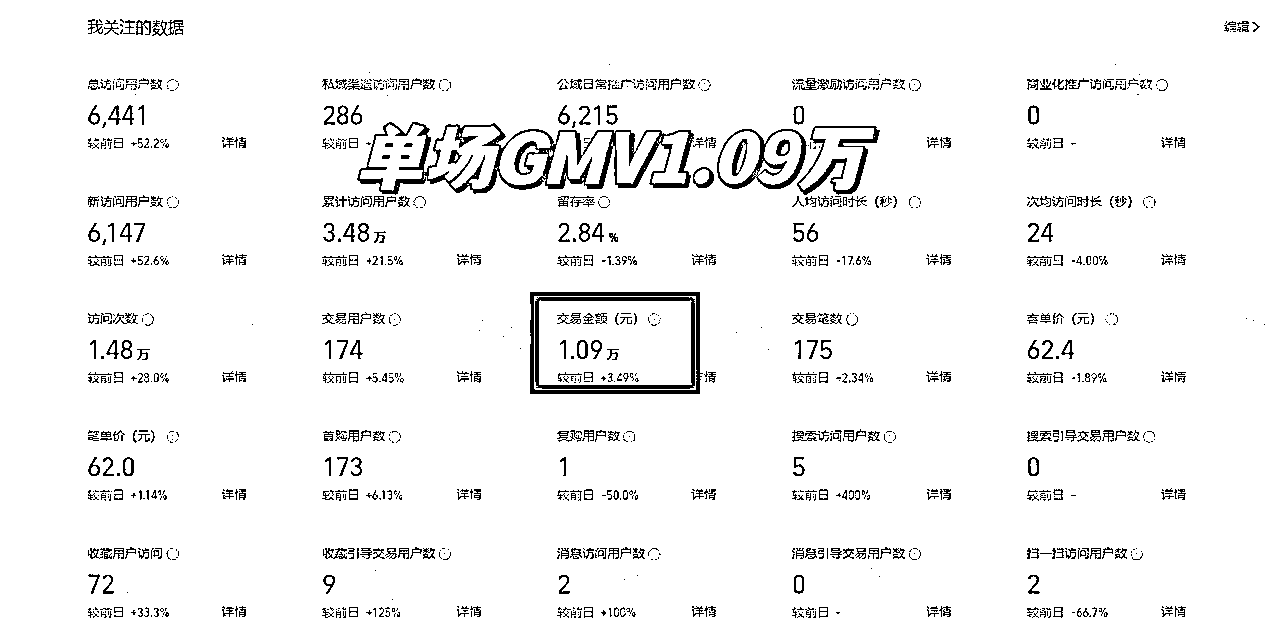 我关注的数据 编辑>
总访问用户数 私域渠道访问用户数 公域日常推广访问用户数 流量激励访问用户数 商业化推广访问用户数
6,441 286 6,215 0 0
较前日 +52.2% 详情 较前日 详情 详情 较前日 - 详情
单场GMV1.09万
新访问用户数 累计访问用户数 留存率 人均访问时长（秒） 次均访问时长（秒）
6,147 3.48万 2.84% 56 24
较前日 +52.6% 详情 较前日 +21.5% 详情 较前日 -1.39% 详情 较前日 -17.6% 详情 较前日 -4.00% 详情
访问次数 交易用户数 交易金额（元） 交易笔数 客单价（元）
1.48万 174 1.09万 175 62.4
较前日 +28.0% 详情 较前日 +5.45% 详情 较前日 +3.49% 详情 较前日 +2.34% 详情 较前日 -1.89% 详情
笔单价（元） 首购用户数 复购用户数 搜索访问用户数 搜索引导交易用户数
62.0 173 1 5 0
较前日 +1.14% 详情 较前日 +6.13% 详情 较前日 -50.0% 详情 较前日 +400% 详情 较前日 - 详情
收藏用户访问 收藏引导交易用户数 消息访问用户数 消息引导交易用户数 扫一扫访问用户数
72 9 2 0 2
较前日 +33.3% 详情 较前日 +125% 详情 较前日 +100% 详情 较前日 - 详情 较前日 -66.7% 详情